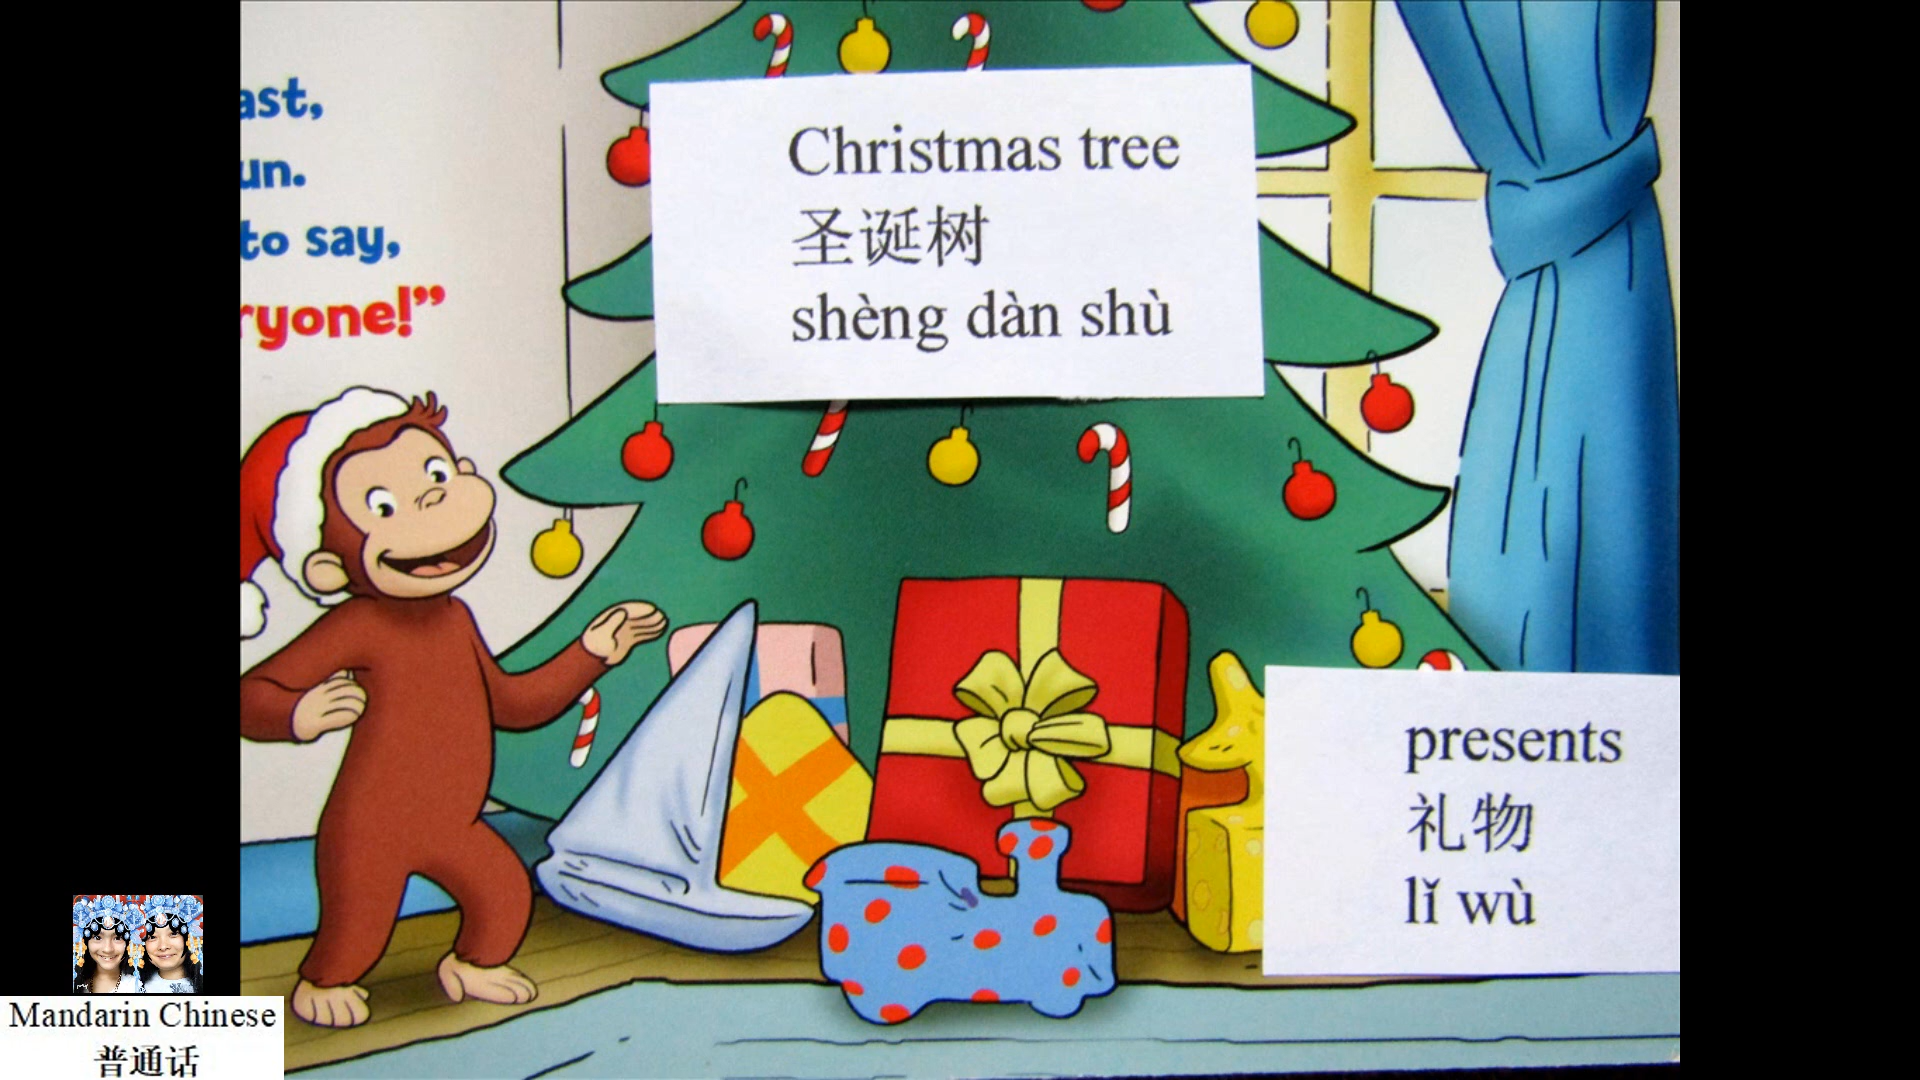 ast,
un.
to say,
ryone!”
Christmas tree
圣诞树
shèng dàn shù
presents
礼物
lǐ wù
Mandarin Chinese
普通话